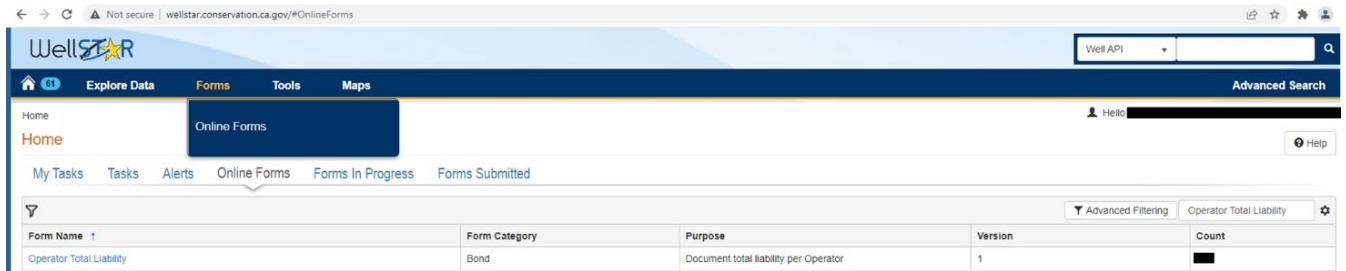 Not secure | wellstar.conservation.ca.gov/#OnlineForms
WellSTAR
Well API
61 Explore Data Forms Tools Maps Advanced Search
Home
Online Forms
Hello
Home
Help
My Tasks Tasks Alerts Online Forms Forms In Progress Forms Submitted
Advanced Filtering Operator Total Liability
Form Name ↑ Form Category Purpose Version Count
Operator Total Liability Bond Document total liability per Operator 1